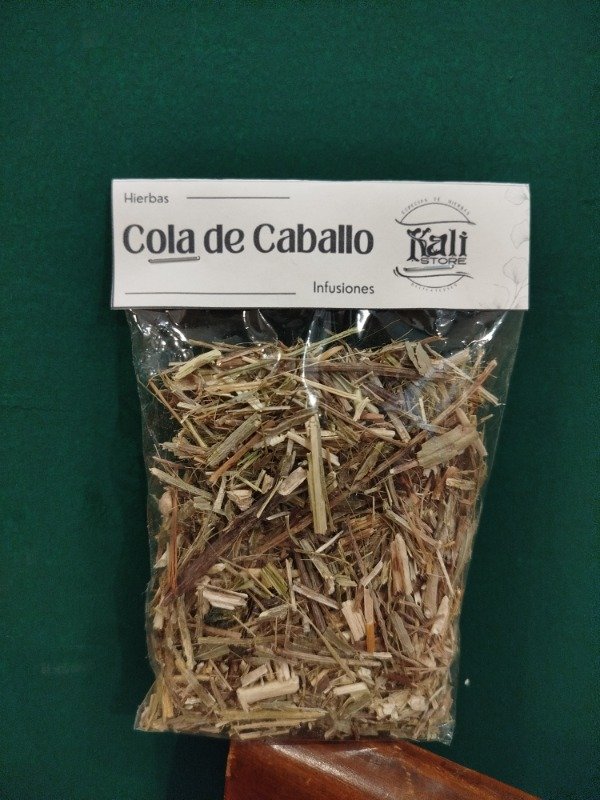 Hierbas
Cola de Caballo
Infusiones
Kali
STORE